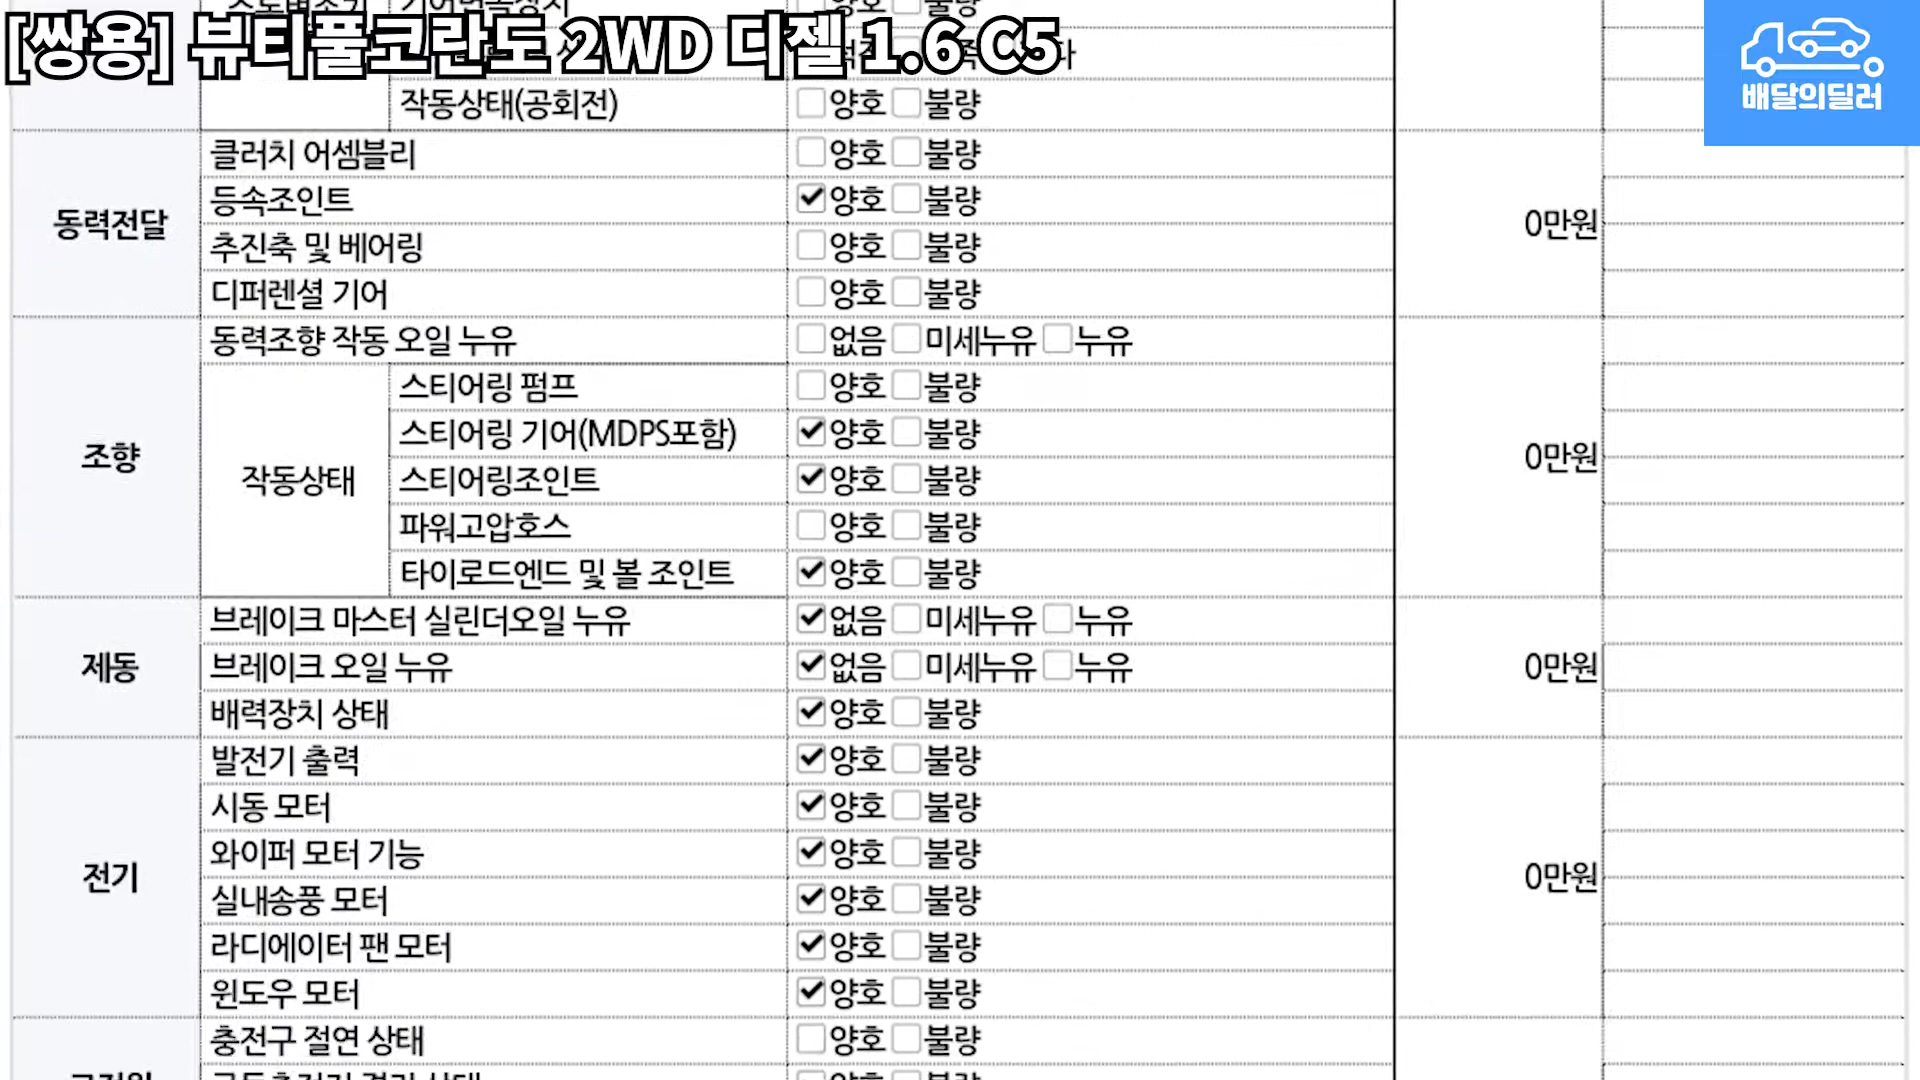 [쌍용] 뷰티풀코란도 2WD 디젤 1.6 C5
배달의딜러
작동상태(공회전) 양호 불량
동력전달
클러치 어셈블리 양호 불량
등속조인트 양호 불량
추진축 및 베어링 양호 불량
디퍼렌셜 기어 양호 불량
0만원
조향
동력조향 작동 오일 누유 없음 미세누유 누유
작동상태
스티어링 펌프 양호 불량
스티어링 기어(MDPS포함) 양호 불량
스티어링조인트 양호 불량
파워고압호스 양호 불량
타이로드엔드 및 볼 조인트 양호 불량
0만원
제동
브레이크 마스터 실린더오일 누유 없음 미세누유 누유
브레이크 오일 누유 없음 미세누유 누유
배력장치 상태 양호 불량
0만원
전기
발전기 출력 양호 불량
시동 모터 양호 불량
와이퍼 모터 기능 양호 불량
실내송풍 모터 양호 불량
라디에이터 팬 모터 양호 불량
윈도우 모터 양호 불량
0만원
충전구 절연 상태 양호 불량